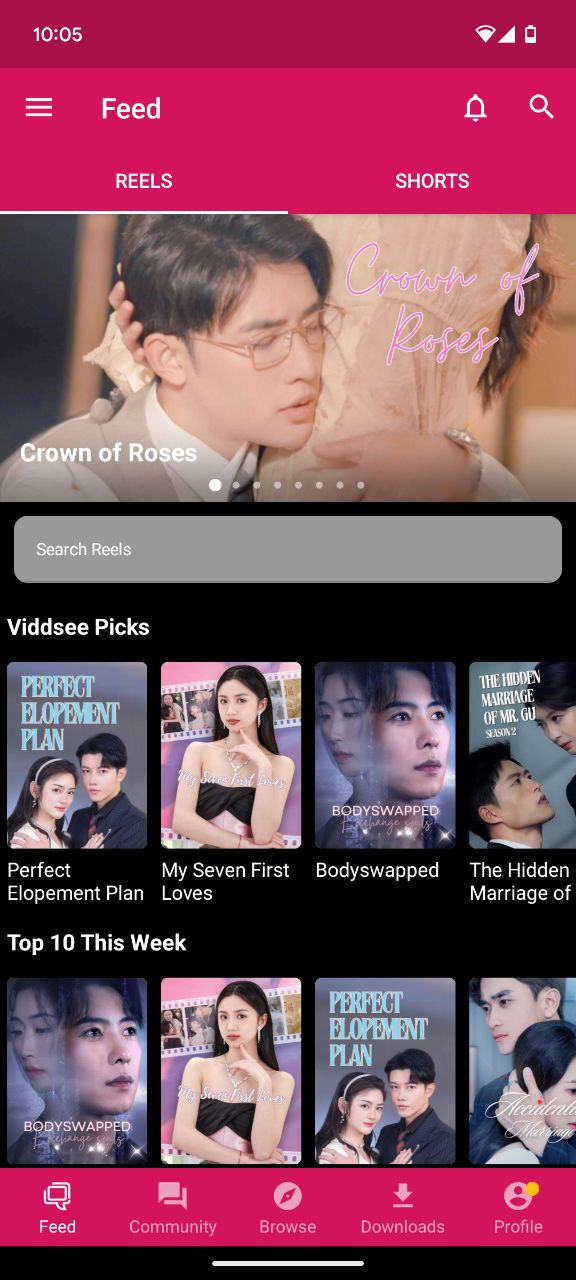 10:05
Feed
REELS
SHORTS
Crown of
Roses
Crown of Roses
Search Reels
Viddsee Picks
PERFECT
ELOPEMENT
PLAN
My Seven First Loves
BODYSWAPPED
Exchange souls
THE HIDDEN
MARRIAGE
OF MR. GU
SEASON 2
Perfect
Elopement Plan
My Seven First
Loves
Bodyswapped
The Hidden
Marriage of
Top 10 This Week
BODYSWAPPED
Exchange souls
My Seven First Loves
PERFECT
ELOPEMENT
PLAN
Accidental
Marriage
Feed
Community
Browse
Downloads
Profile